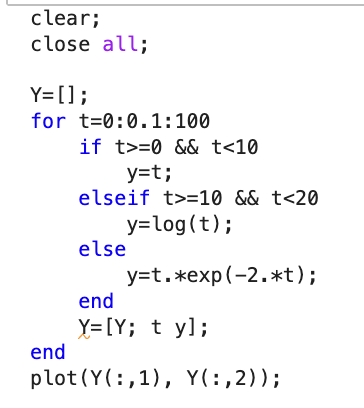 clear;
close all;
Y=[];
for t=0:0.1:100
if t>=0 && t<10
y=t;
elseif t>=10 && t<20
y=log(t);
else
y=t.*exp(-2.*t);
end
Y=[Y; t y];
end
plot(Y(:,1), Y(:,2));